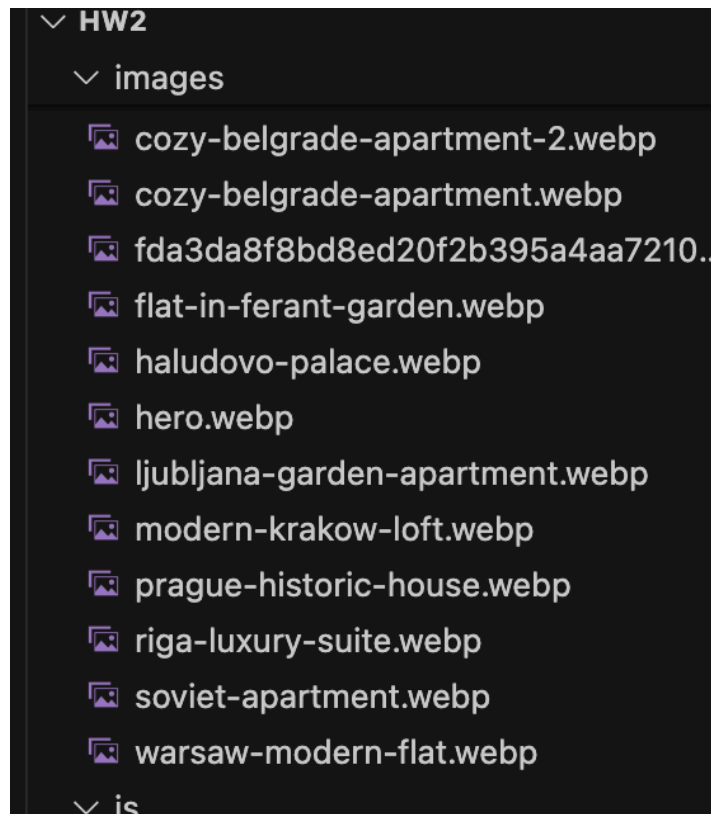 HW2
images
cozy-belgrade-apartment-2.webp
cozy-belgrade-apartment.webp
fda3da8f8bd8ed20f2b395a4aa7210...
flat-in-ferant-garden.webp
haludovo-palace.webp
hero.webp
ljubljana-garden-apartment.webp
modern-krakow-loft.webp
prague-historic-house.webp
riga-luxury-suite.webp
soviet-apartment.webp
warsaw-modern-flat.webp
js